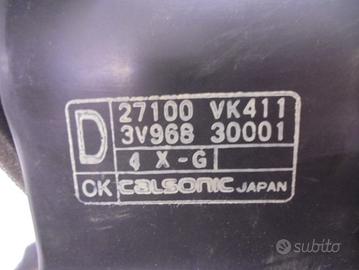 D
27100 VK411
3V968 30001
4 X-G
OK CALSONIC JAPAN
subito